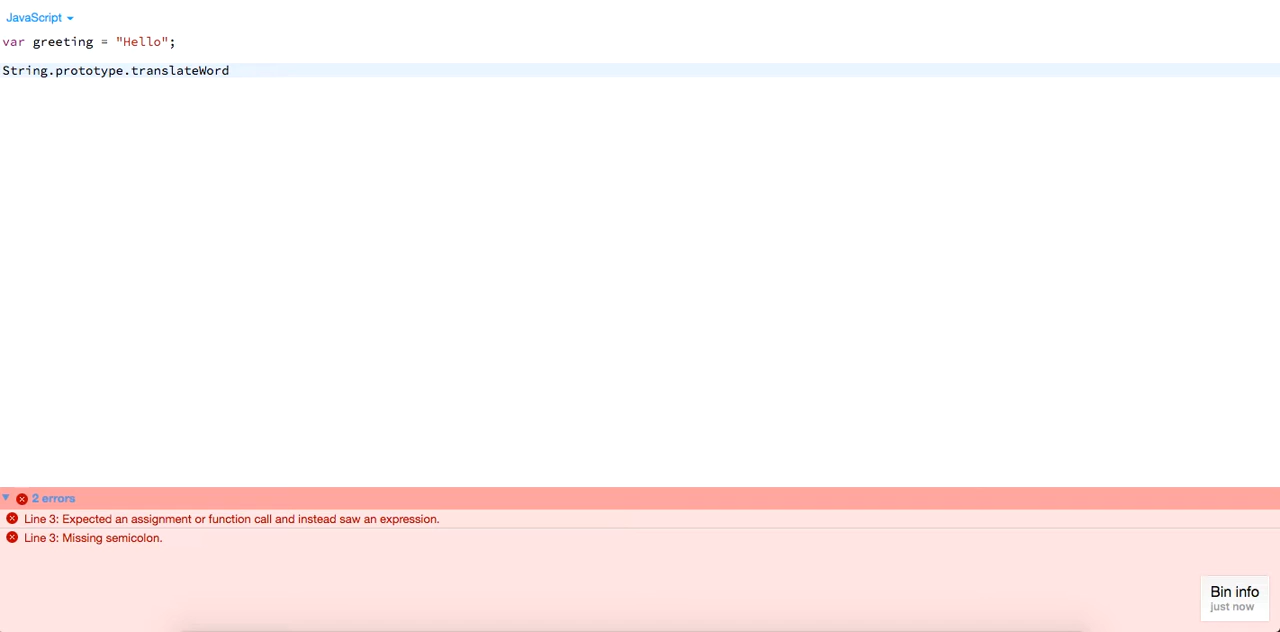 JavaScript
var greeting = "Hello";
String.prototype.translateWord
2 errors
Line 3: Expected an assignment or function call and instead saw an expression.
Line 3: Missing semicolon.
Bin info
just now